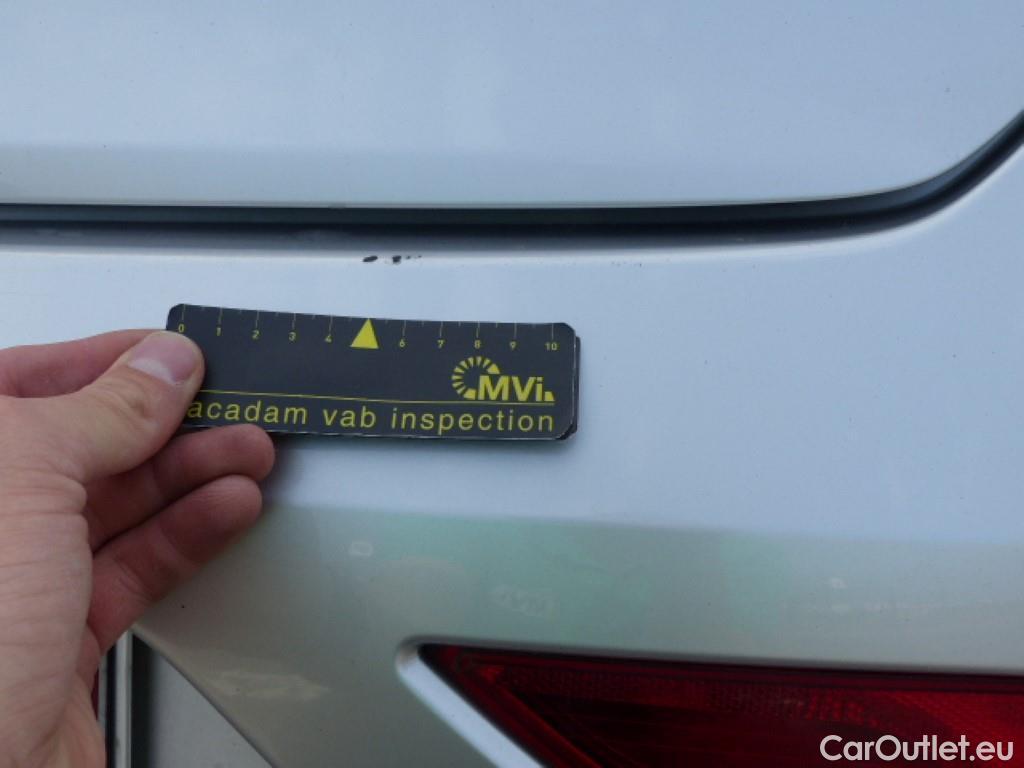 0 1 2 3 4 6 7 8 9 10
MVi
acadam vab inspection
CarOutlet.eu